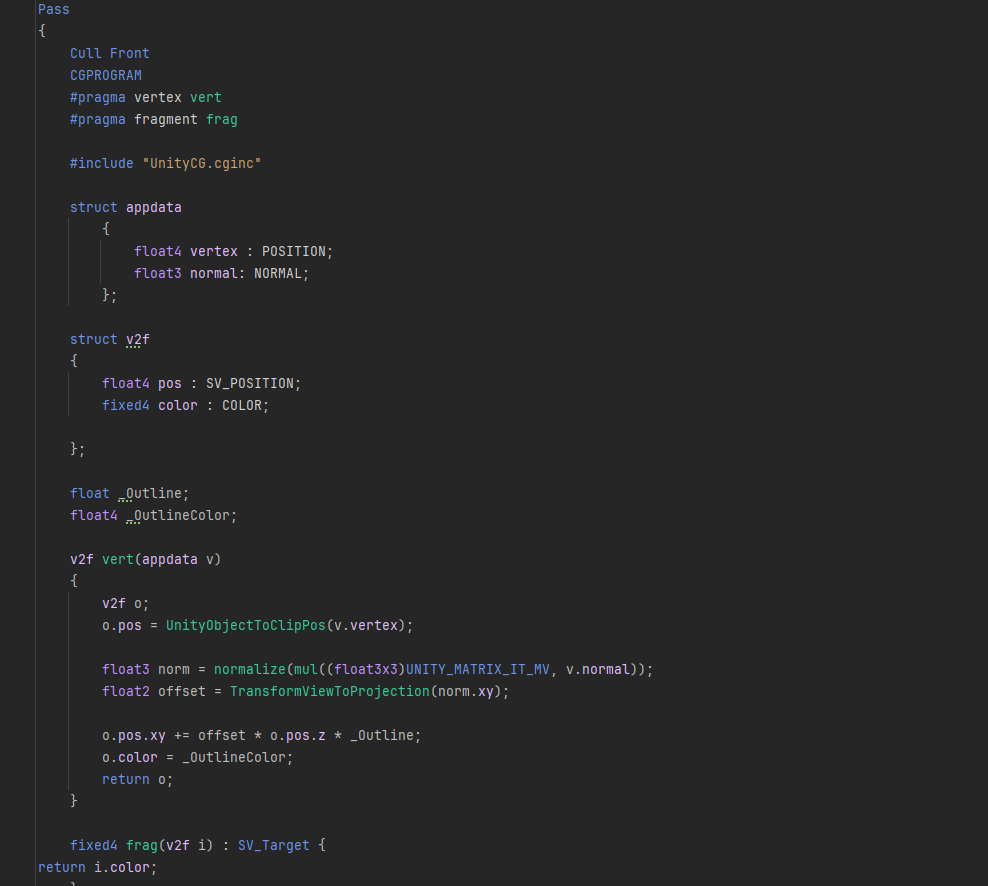 Pass
{
Cull Front
CGPROGRAM
#pragma vertex vert
#pragma fragment frag
#include "UnityCG.cginc"
struct appdata
{
float4 vertex : POSITION;
float3 normal: NORMAL;
};
struct v2f
{
float4 pos : SV_POSITION;
fixed4 color : COLOR;
};
float _Outline;
float4 _OutlineColor;
v2f vert(appdata v)
{
v2f o;
o.pos = UnityObjectToClipPos(v.vertex);
float3 norm = normalize(mul((float3x3)UNITY_MATRIX_IT_MV, v.normal));
float2 offset = TransformViewToProjection(norm.xy);
o.pos.xy += offset * o.pos.z * _Outline;
o.color = _OutlineColor;
return o;
}
fixed4 frag(v2f i) : SV_Target {
return i.color;
}